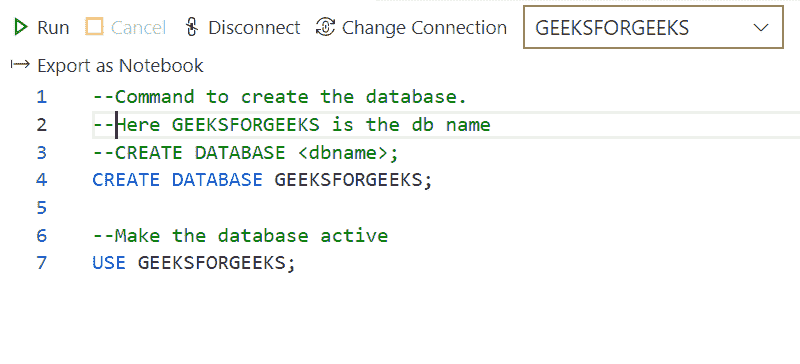 Run Cancel Disconnect Change Connection GEEKSFORGEEKS
Export as Notebook
1 --Command to create the database.
2 --Here GEEKSFORGEEKS is the db name
3 --CREATE DATABASE <dbname>;
4 CREATE DATABASE GEEKSFORGEEKS;
5
6 --Make the database active
7 USE GEEKSFORGEEKS;